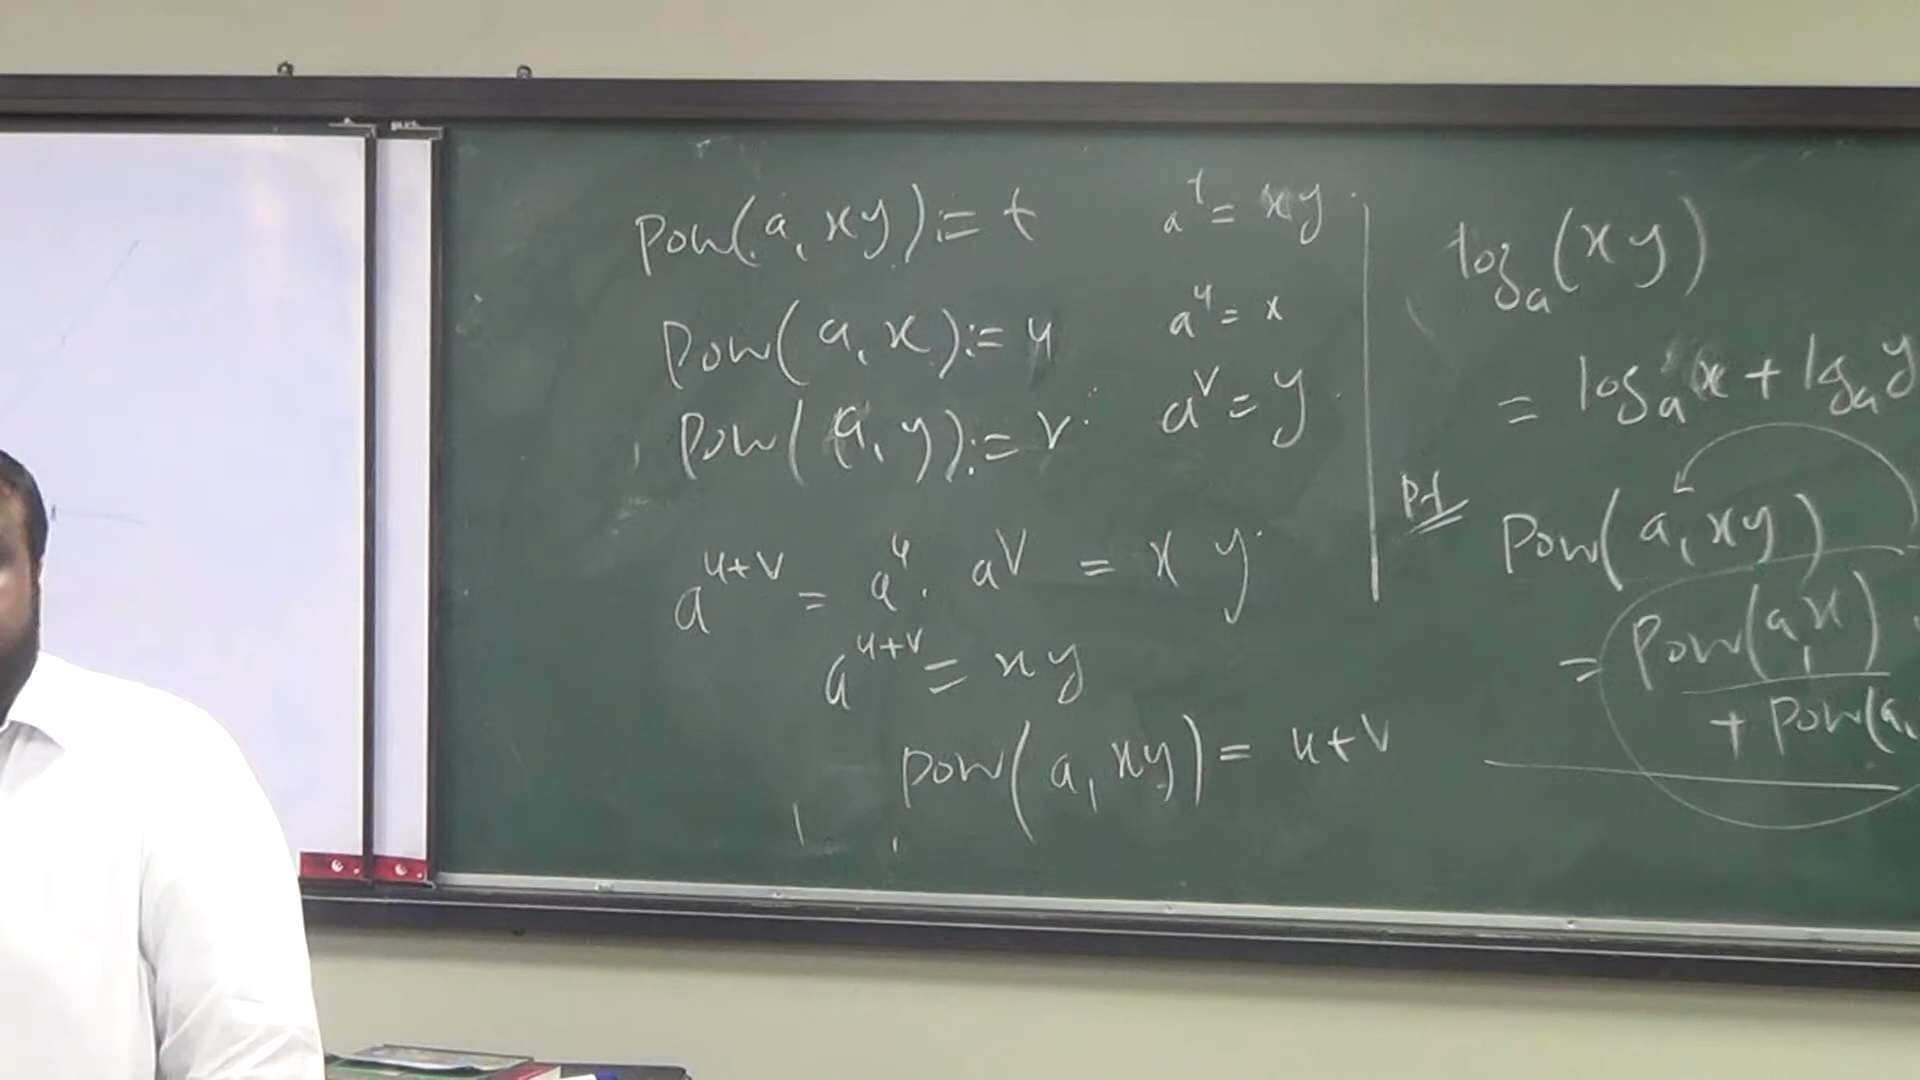 Pow(a, xy) := t   a^t = xy
Pow(a, x) := u   a^u = x
Pow(a, y) := v   a^v = y
a^{u+v} = a^u . a^v = x y
a^{u+v} = xy
Pow(a, xy) = u+v
log_a (xy)
= log_a x + log_a y
Pf
Pow(a, xy)
= Pow(a, x)
+ Pow(a,